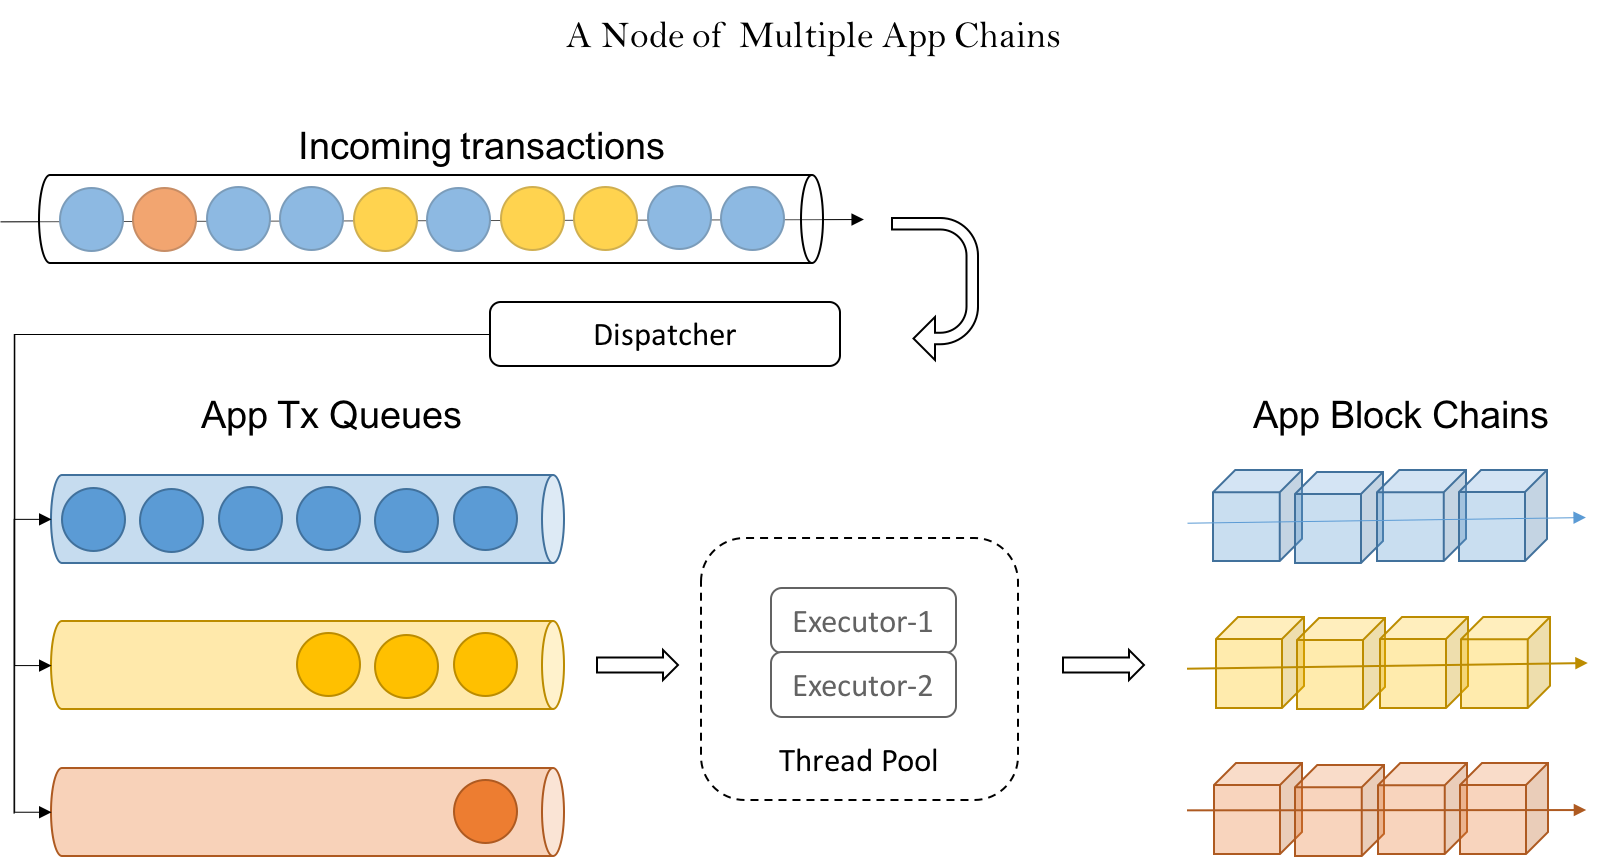 A Node of Multiple App Chains
Incoming transactions
Dispatcher
App Tx Queues
App Block Chains
Executor-1
Executor-2
Thread Pool